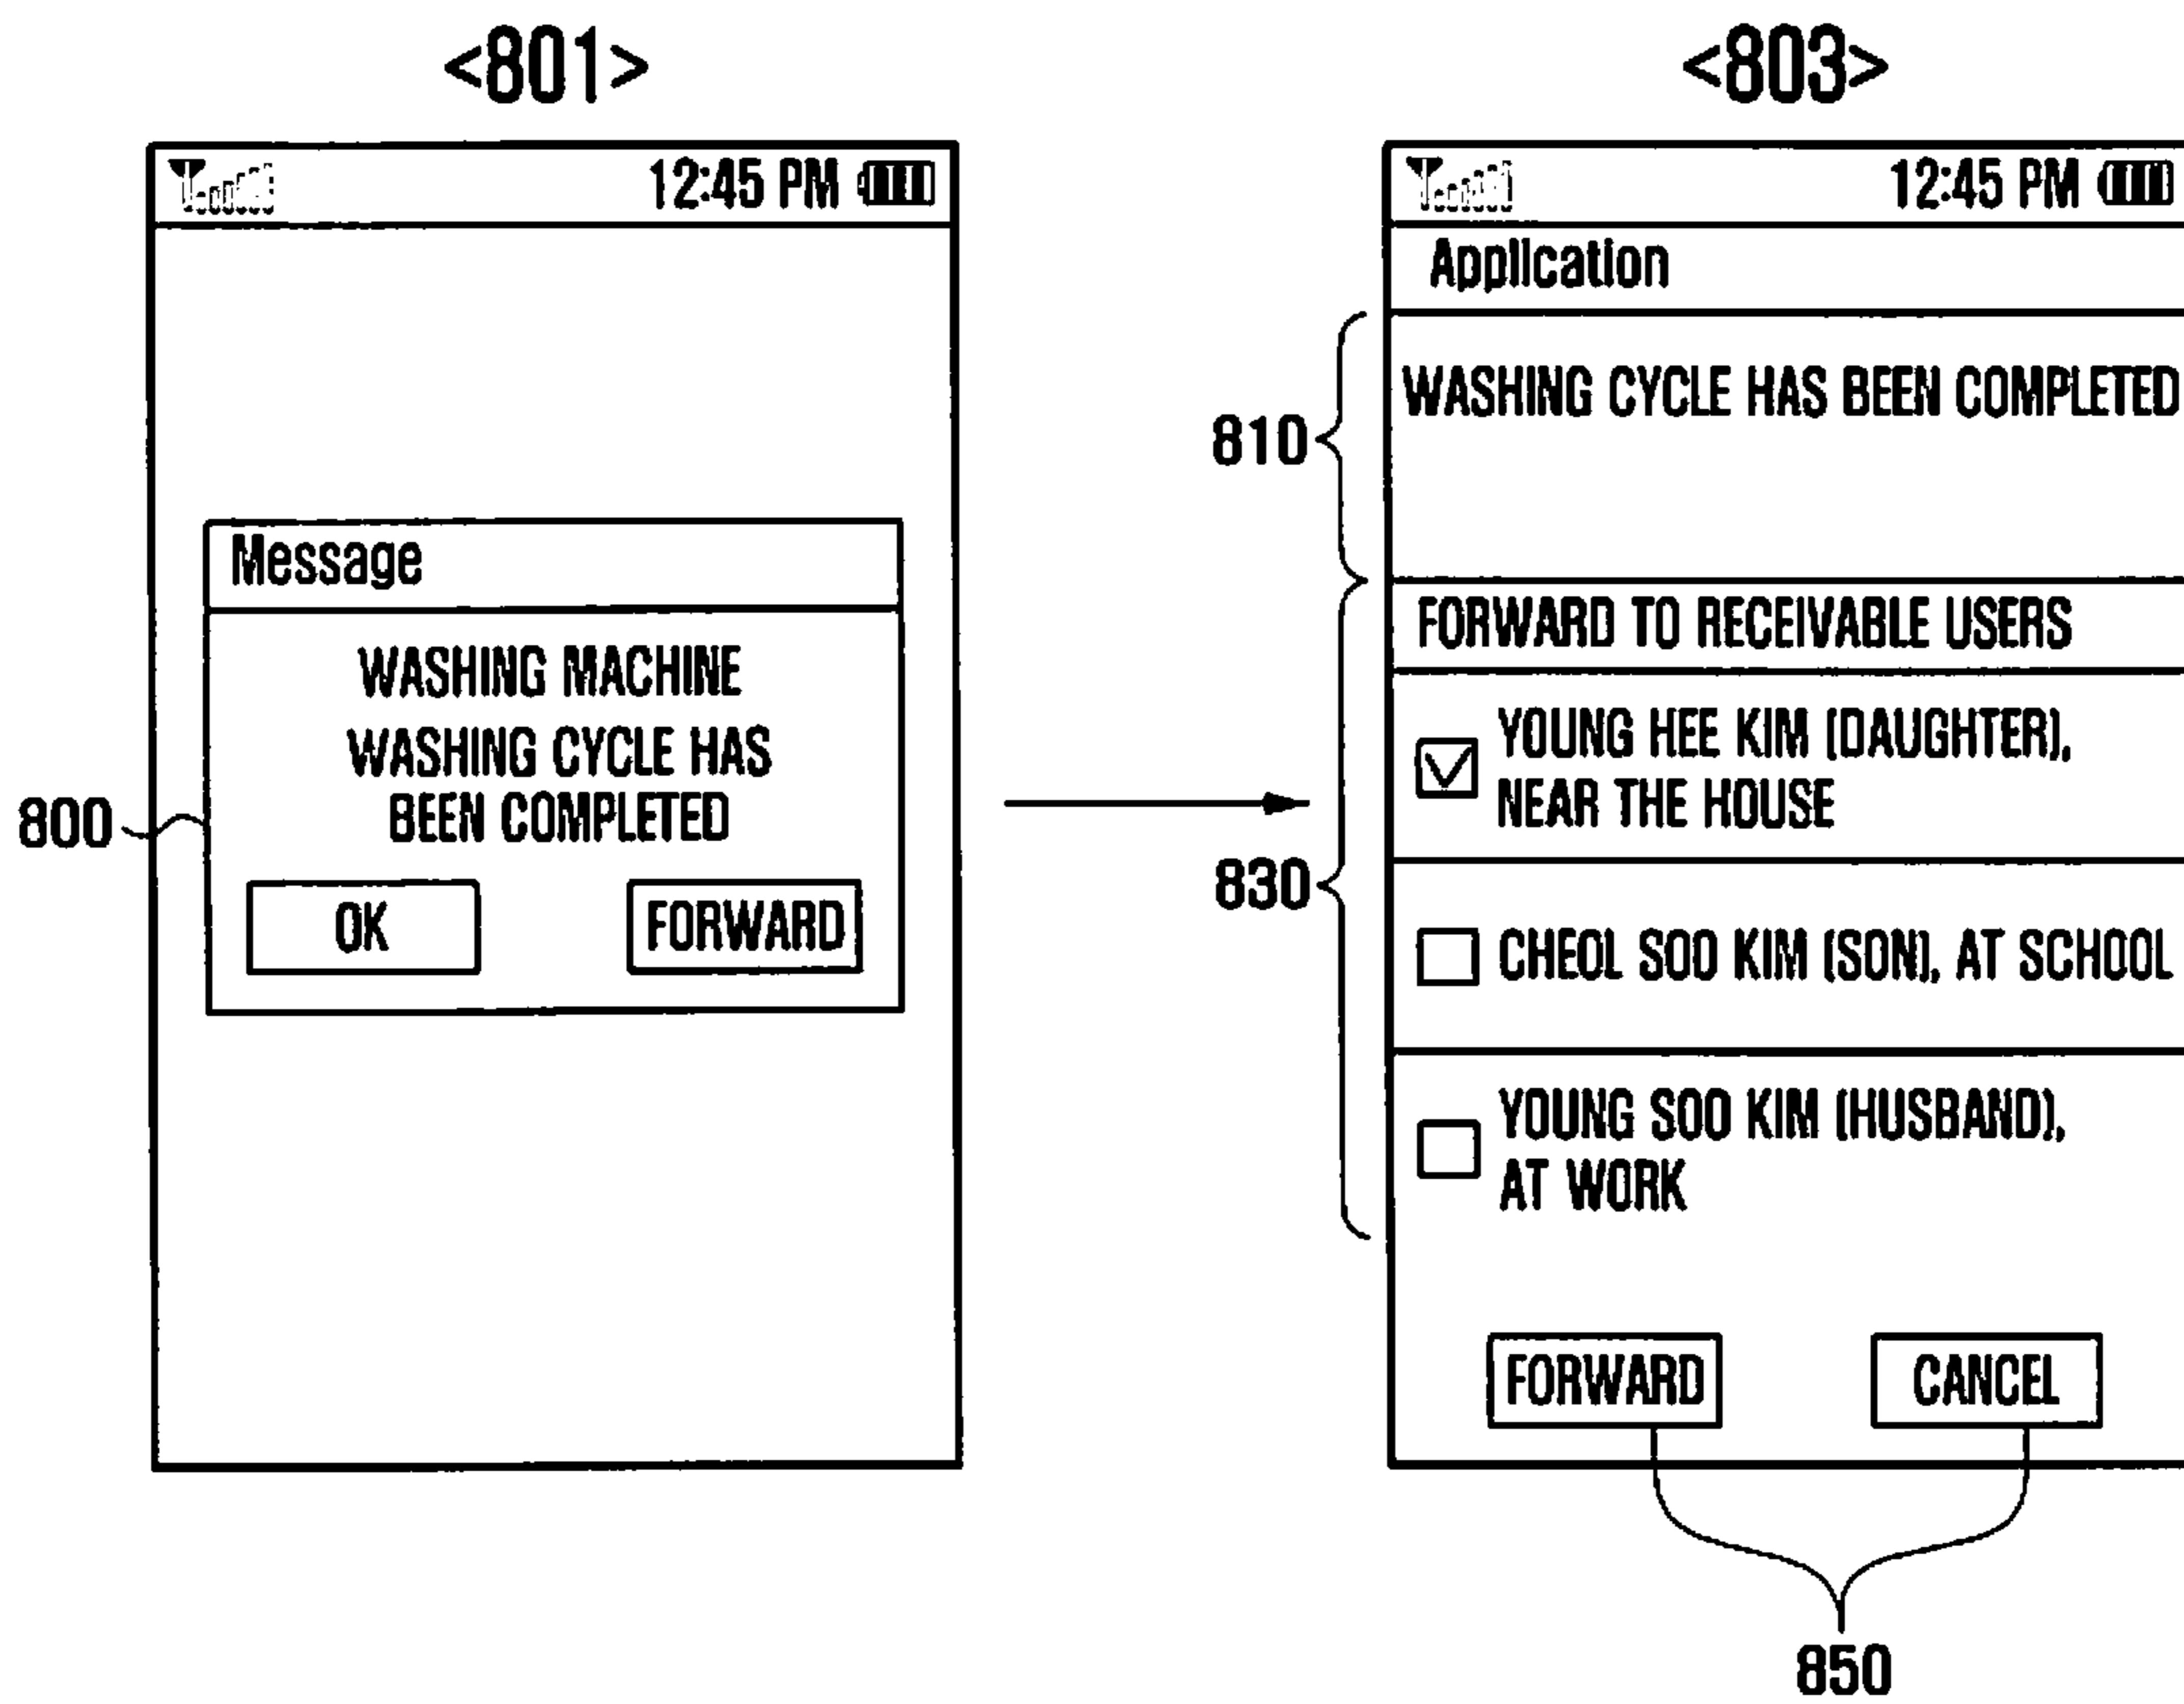 <801>
12:45 PM
Message
WASHING MACHINE
WASHING CYCLE HAS
BEEN COMPLETED
OK
FORWARD
800
<803>
12:45 PM
Application
WASHING CYCLE HAS BEEN COMPLETED
810
FORWARD TO RECEIVABLE USERS
YOUNG HEE KIM (DAUGHTER),
NEAR THE HOUSE
830
CHEOL SOO KIM (SON), AT SCHOOL
YOUNG SOO KIM (HUSBAND),
AT WORK
FORWARD
CANCEL
850